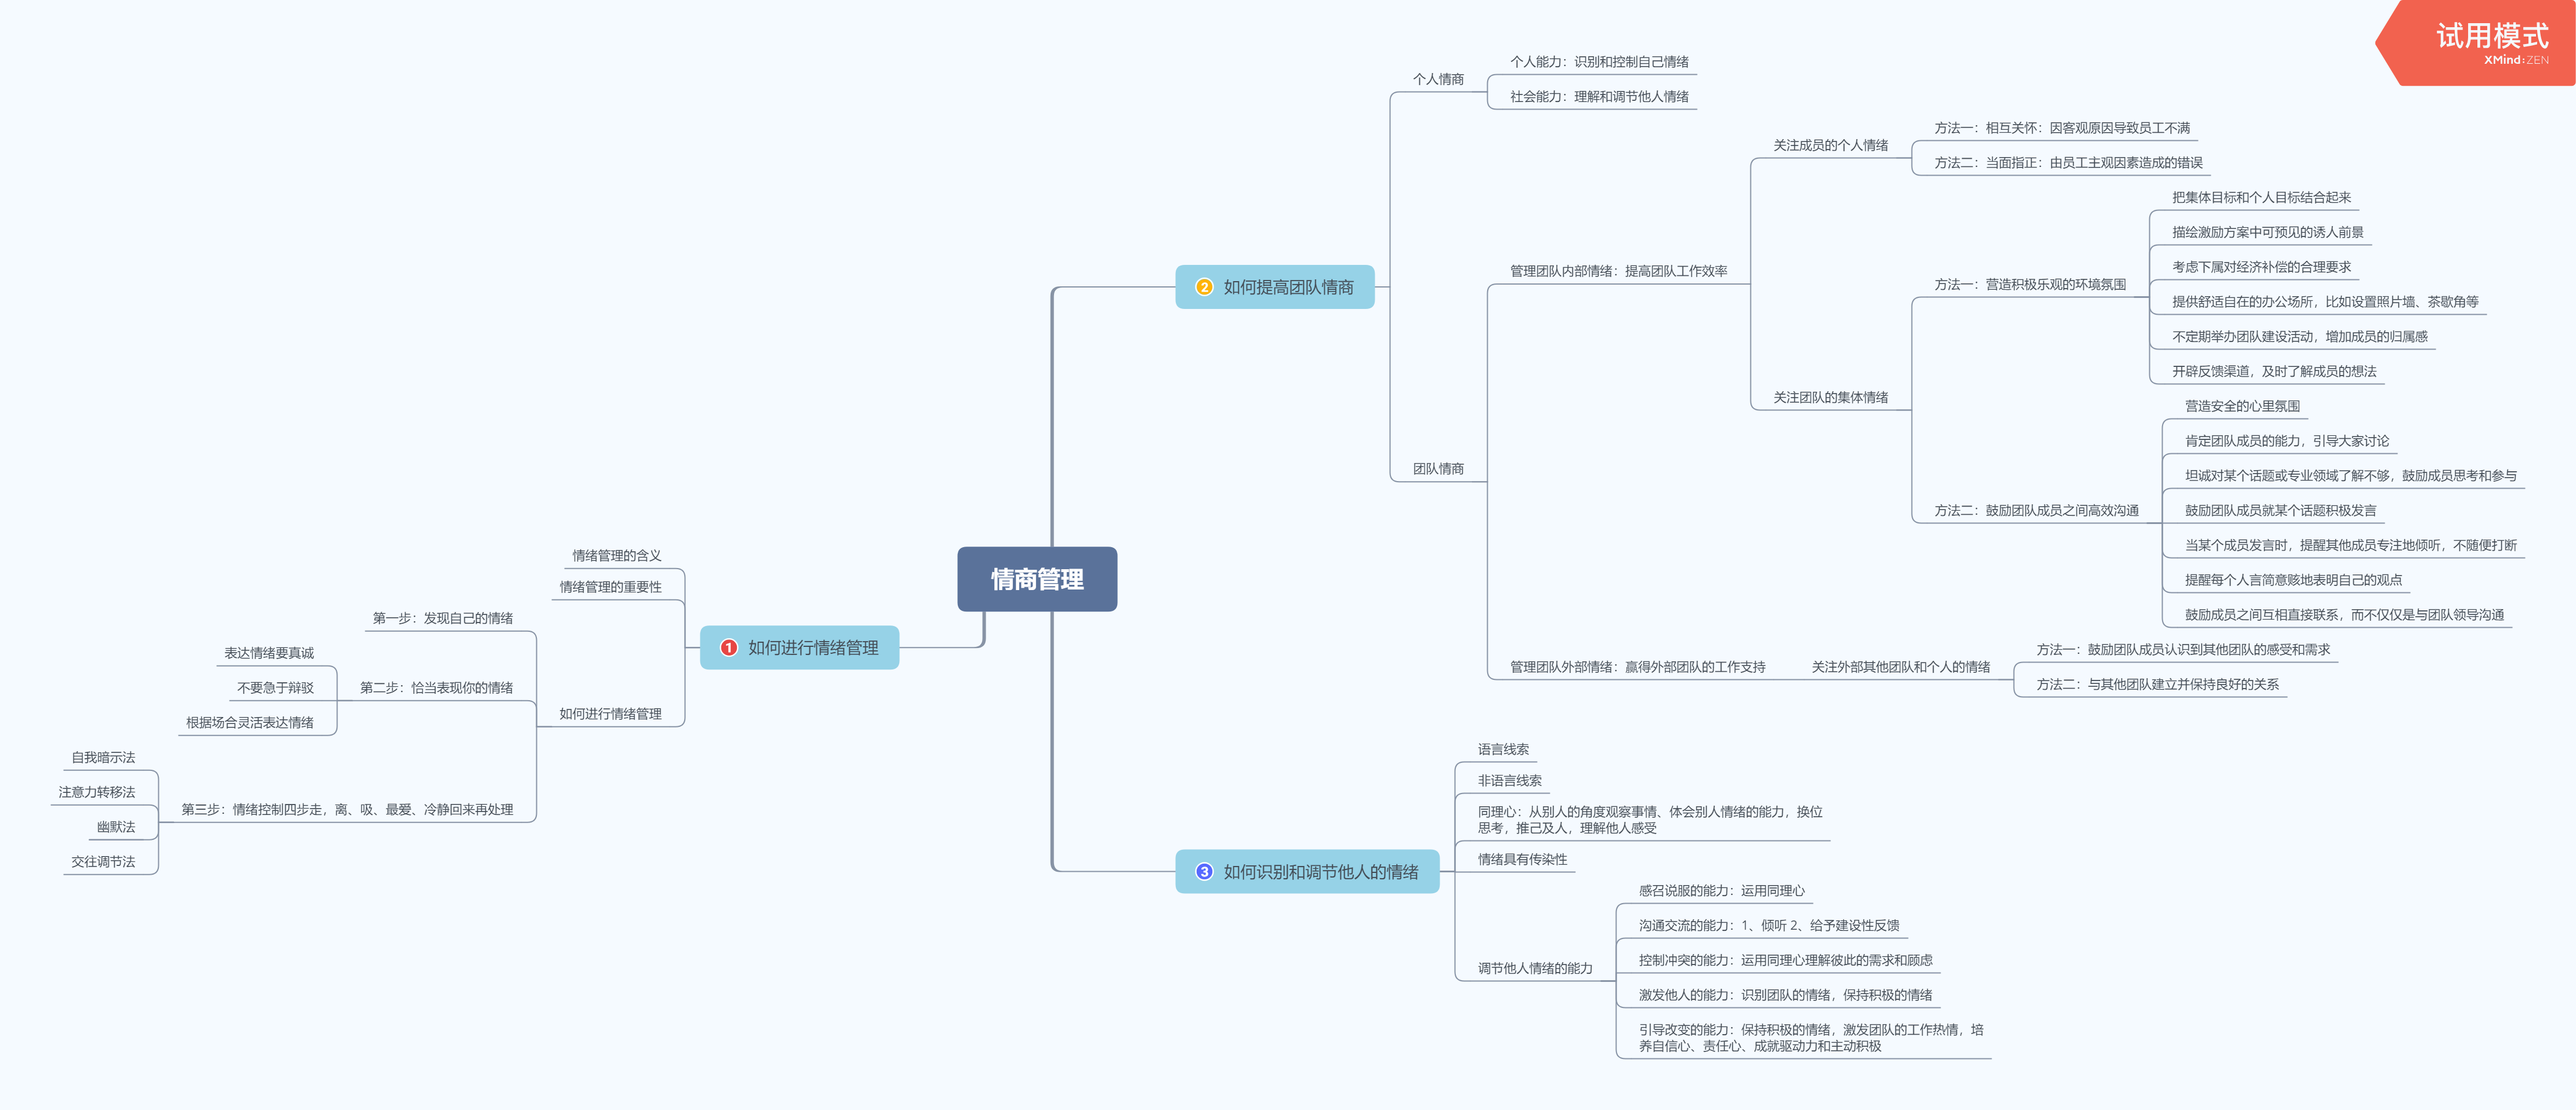 试用模式
XMind:ZEN
情商管理
1
如何进行情绪管理
情绪管理的含义
情绪管理的重要性
如何进行情绪管理
第一步：发现自己的情绪
第二步：恰当表现你的情绪
表达情绪要真诚
不要急于辩驳
根据场合灵活表达情绪
第三步：情绪控制四步走，离、吸、最爱、冷静回来再处理
自我暗示法
注意力转移法
幽默法
交往调节法
2
如何提高团队情商
个人情商
个人能力：识别和控制自己情绪
社会能力：理解和调节他人情绪
团队情商
管理团队内部情绪：提高团队工作效率
关注成员的个人情绪
方法一：相互关怀：因客观原因导致员工不满
方法二：当面指正：由员工主观因素造成的错误
关注团队的集体情绪
方法一：营造积极乐观的环境氛围
把集体目标和个人目标结合起来
描绘激励方案中可预见的诱人前景
考虑下属对经济补偿的合理要求
提供舒适自在的办公场所，比如设置照片墙、茶歇角等
不定期举办团队建设活动，增加成员的归属感
开辟反馈渠道，及时了解成员的想法
方法二：鼓励团队成员之间高效沟通
营造安全的心里氛围
肯定团队成员的能力，引导大家讨论
坦诚对某个话题或专业领域了解不够，鼓励成员思考和参与
鼓励团队成员就某个话题积极发言
当某个成员发言时，提醒其他成员专注地倾听，不随便打断
提醒每个人言简意赅地表明自己的观点
鼓励成员之间互相直接联系，而不仅仅是与团队领导沟通
管理团队外部情绪：赢得外部团队的工作支持
关注外部其他团队和个人的情绪
方法一：鼓励团队成员认识到其他团队的感受和需求
方法二：与其他团队建立并保持良好的关系
3
如何识别和调节他人的情绪
语言线索
非语言线索
同理心：从别人的角度观察事情、体会别人情绪的能力，换位
思考，推己及人，理解他人感受
情绪具有传染性
调节他人情绪的能力
感召说服的能力：运用同理心
沟通交流的能力：1、倾听 2、给予建设性反馈
控制冲突的能力：运用同理心理解彼此的需求和顾虑
激发他人的能力：识别团队的情绪，保持积极的情绪
引导改变的能力：保持积极的情绪，激发团队的工作热情，培
养自信心、责任心、成就驱动力和主动积极